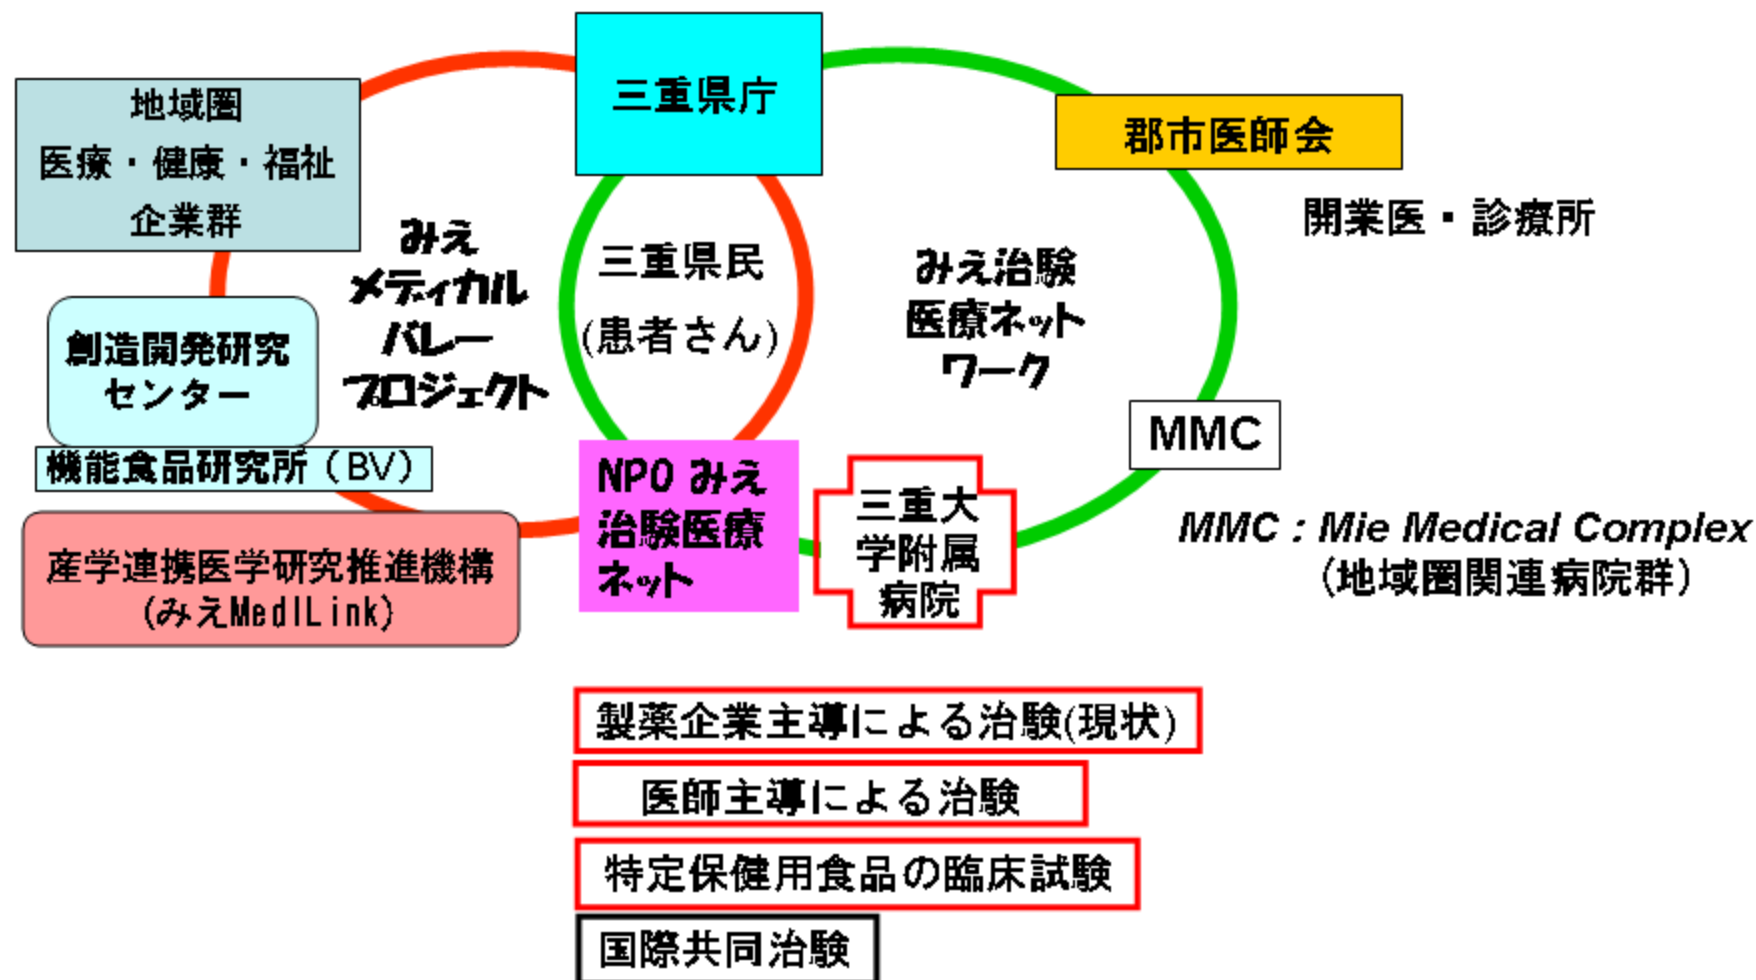 三重県庁
地域圏
医療・健康・福祉
企業群
郡市医師会
開業医・診療所
みえ
メディカル
バレー
プロジェクト
三重県民
(患者さん)
みえ治験
医療ネット
ワーク
創造開発研究
センター
機能食品研究所（BV）
MMC
NPO みえ
治験医療
ネット
三重大
学附属
病院
MMC : Mie Medical Complex
(地域圏関連病院群)
産学連携医学研究推進機構
(みえMedILink)
製薬企業主導による治験(現状)
医師主導による治験
特定保健用食品の臨床試験
国際共同治験